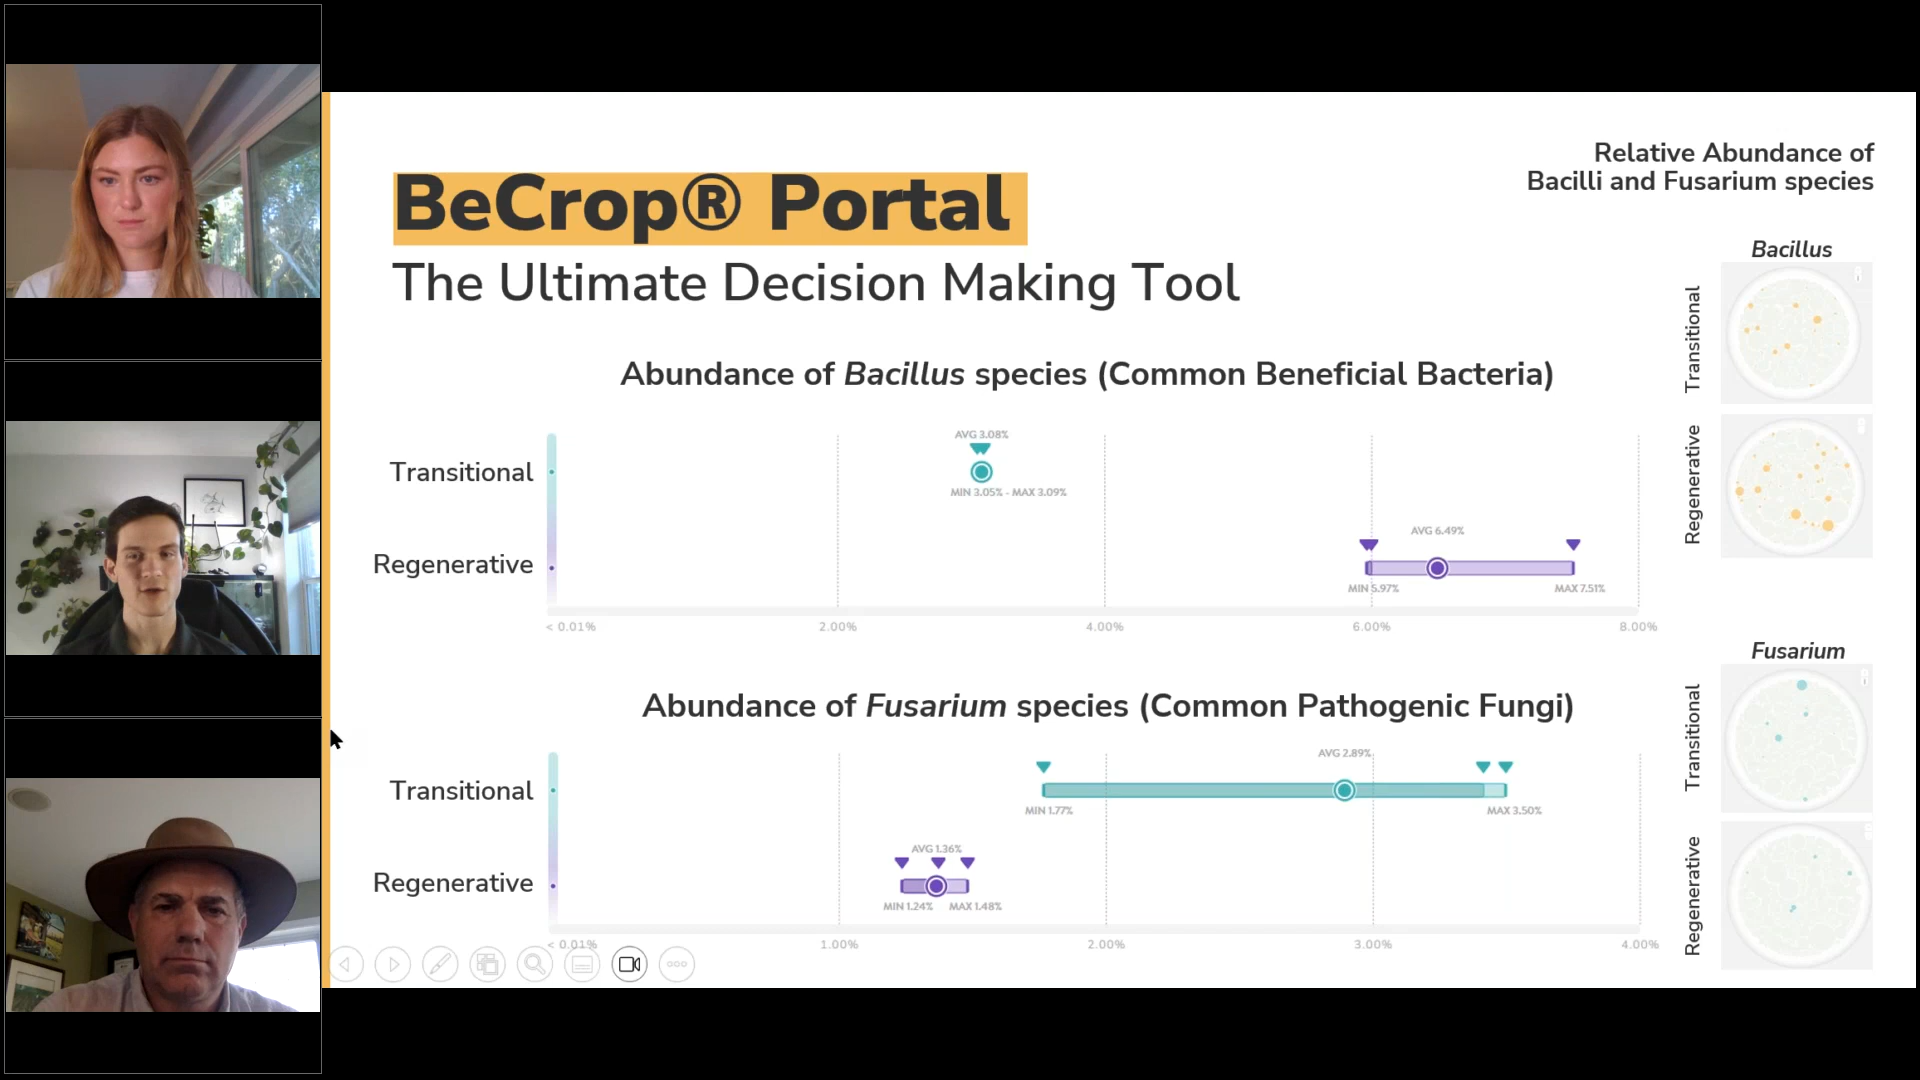 Relative Abundance of
Bacilli and Fusarium species
BeCrop® Portal
The Ultimate Decision Making Tool
Abundance of Bacillus species (Common Beneficial Bacteria)
Transitional
AVG 3.08%
MIN 3.05% - MAX 3.09%
Regenerative
AVG 6.49%
MIN 5.97%
MAX 7.51%
< 0.01%
2.00%
4.00%
6.00%
8.00%
Bacillus
Transitional
Regenerative
Abundance of Fusarium species (Common Pathogenic Fungi)
Transitional
AVG 2.89%
MIN 1.77%
MAX 3.50%
Regenerative
AVG 1.36%
MIN 1.24%
MAX 1.48%
< 0.01%
1.00%
2.00%
3.00%
4.00%
Fusarium
Transitional
Regenerative